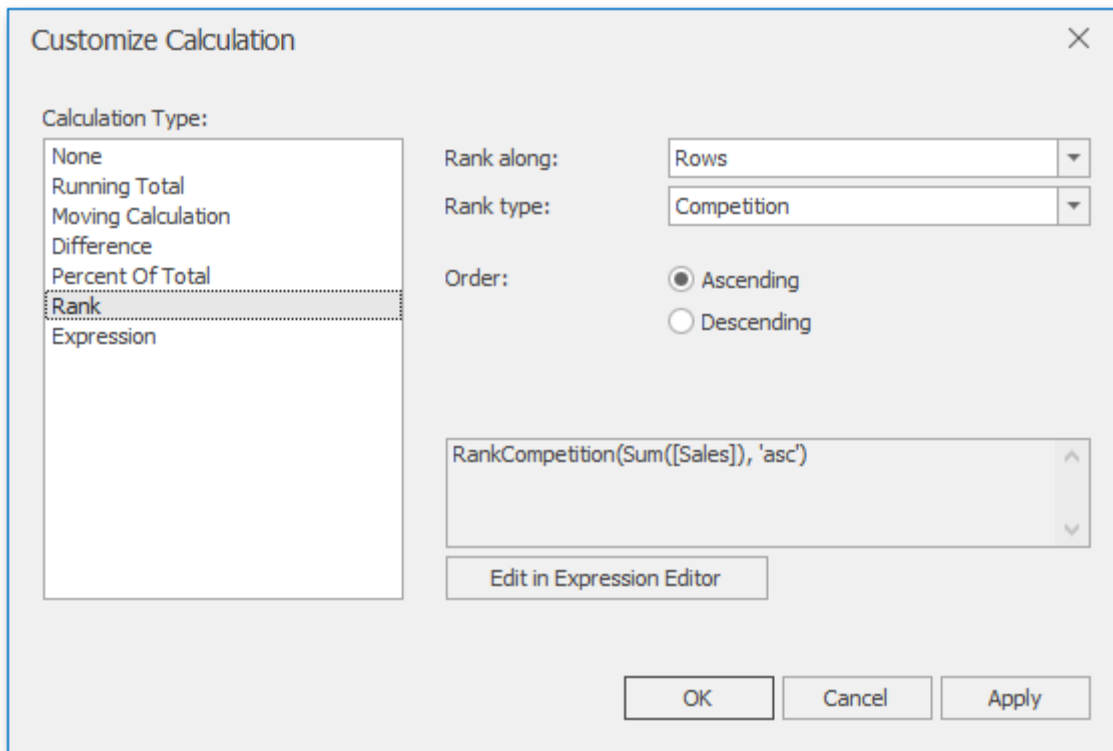 Customize Calculation
Calculation Type:
None
Running Total
Moving Calculation
Difference
Percent Of Total
Rank
Expression
Rank along:
Rows
Rank type:
Competition
Order:
Ascending
Descending
RankCompetition(Sum([Sales]), 'asc')
Edit in Expression Editor
OK
Cancel
Apply